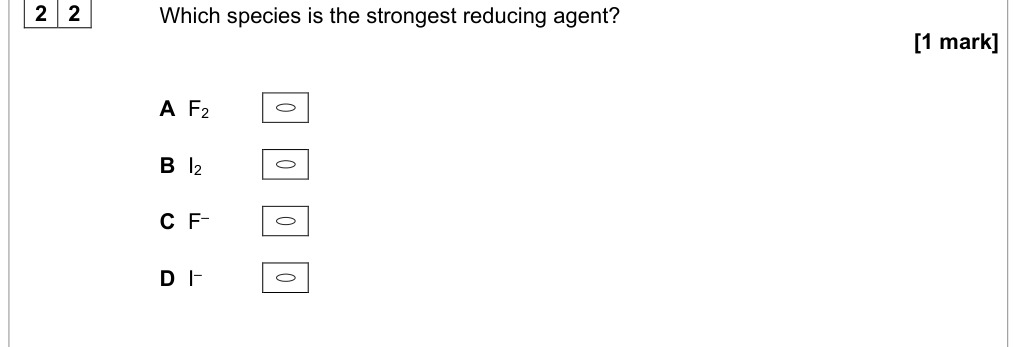 2 2 Which species is the strongest reducing agent?
[1 mark]
A F₂
B I₂
C F⁻
D I⁻